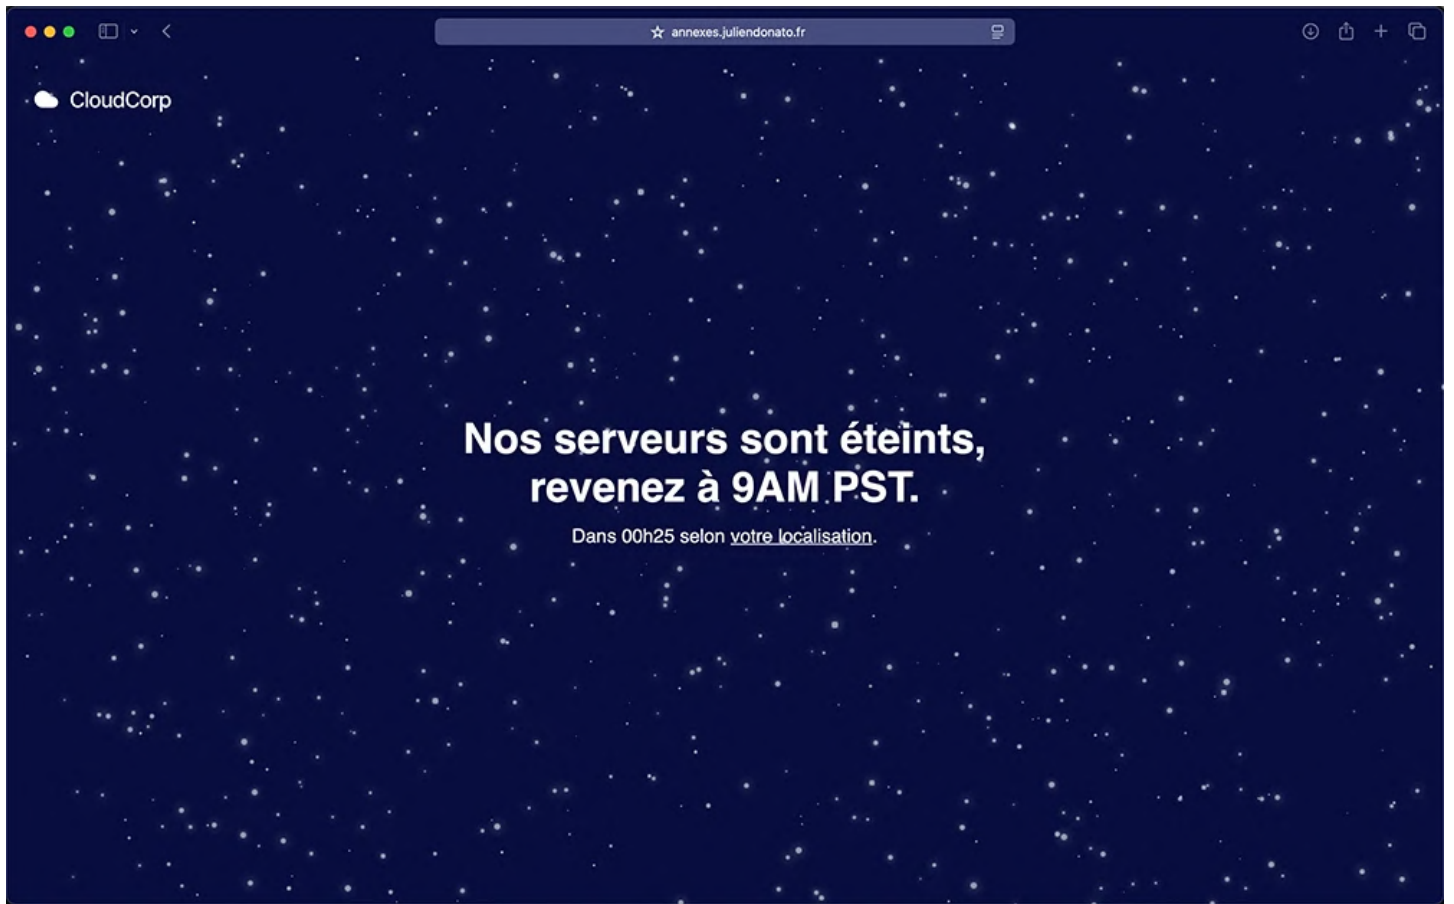 annexes.juliendonato.fr
CloudCorp
Nos serveurs sont éteints,
revenez à 9AM PST.
Dans 00h25 selon votre localisation.